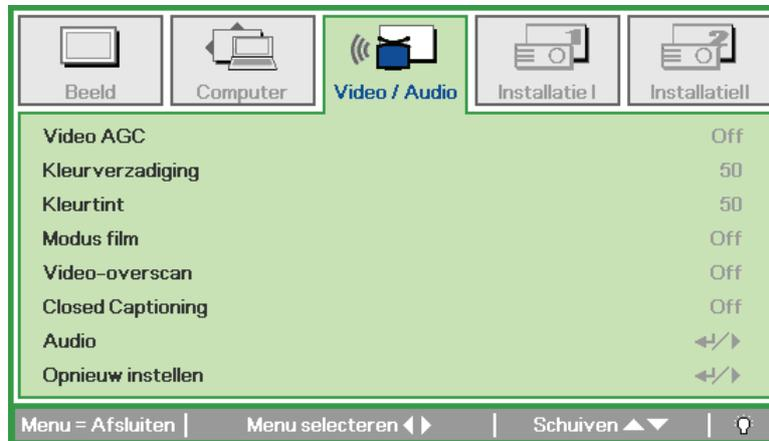 Beeld Computer Video / Audio Installatie I InstallatieII
Video AGC Off
Kleurverzadiging 50
Kleurtint 50
Modus film Off
Video-overscan Off
Closed Captioning Off
Audio
Opnieuw instellen
Menu = Afsluiten Menu selecteren Schuiven